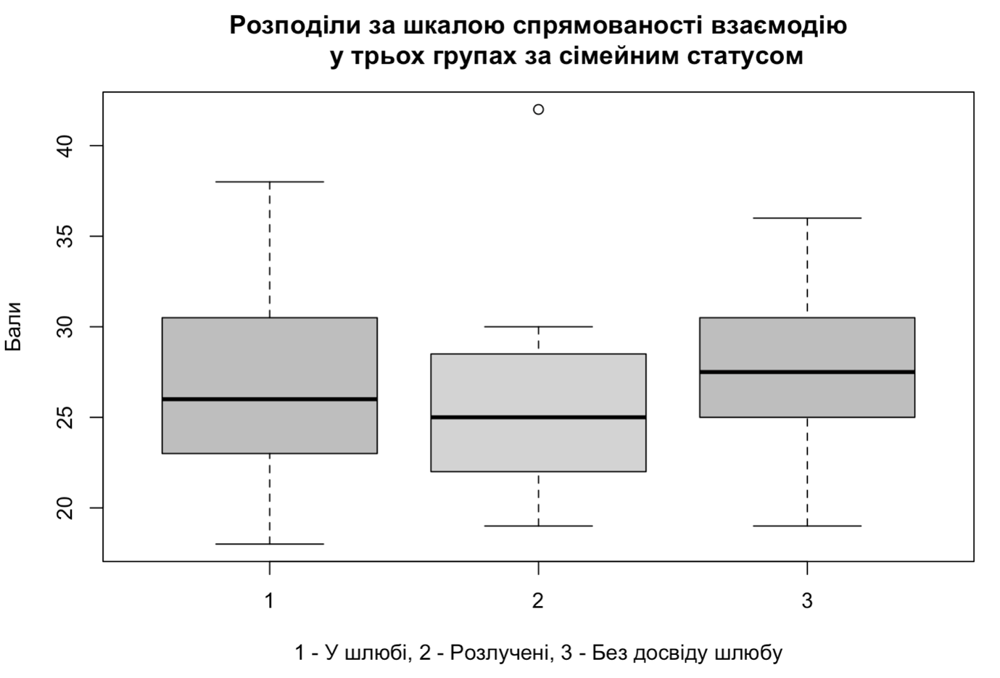 Розподіли за шкалою спрямованості взаємодію
у трьох групах за сімейним статусом
Бали
40
35
30
25
20
1
2
3
1 - У шлюбі, 2 - Розлучені, 3 - Без досвіду шлюбу